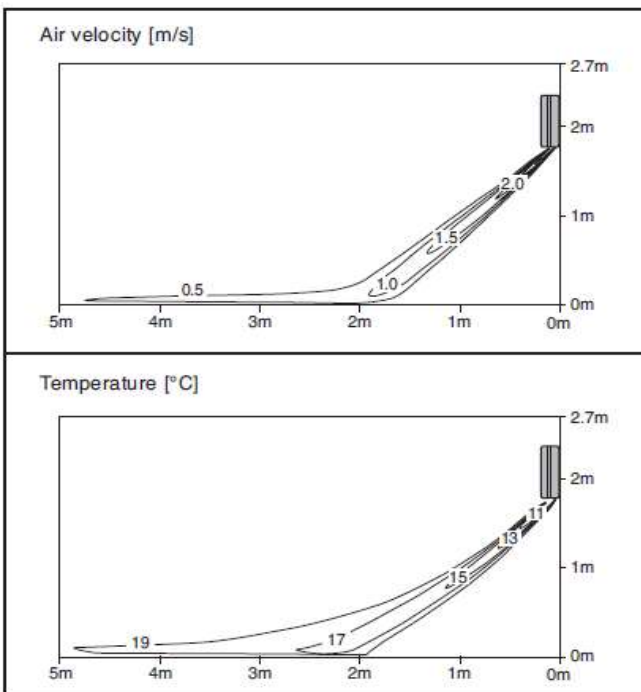 Air velocity [m/s]
2.7m
2m
2.0
1.5
1m
1.0
0.5
0m
5m 4m 3m 2m 1m 0m
Temperature [°C]
2.7m
2m
11
13
1m
15
17
19
0m
5m 4m 3m 2m 1m 0m